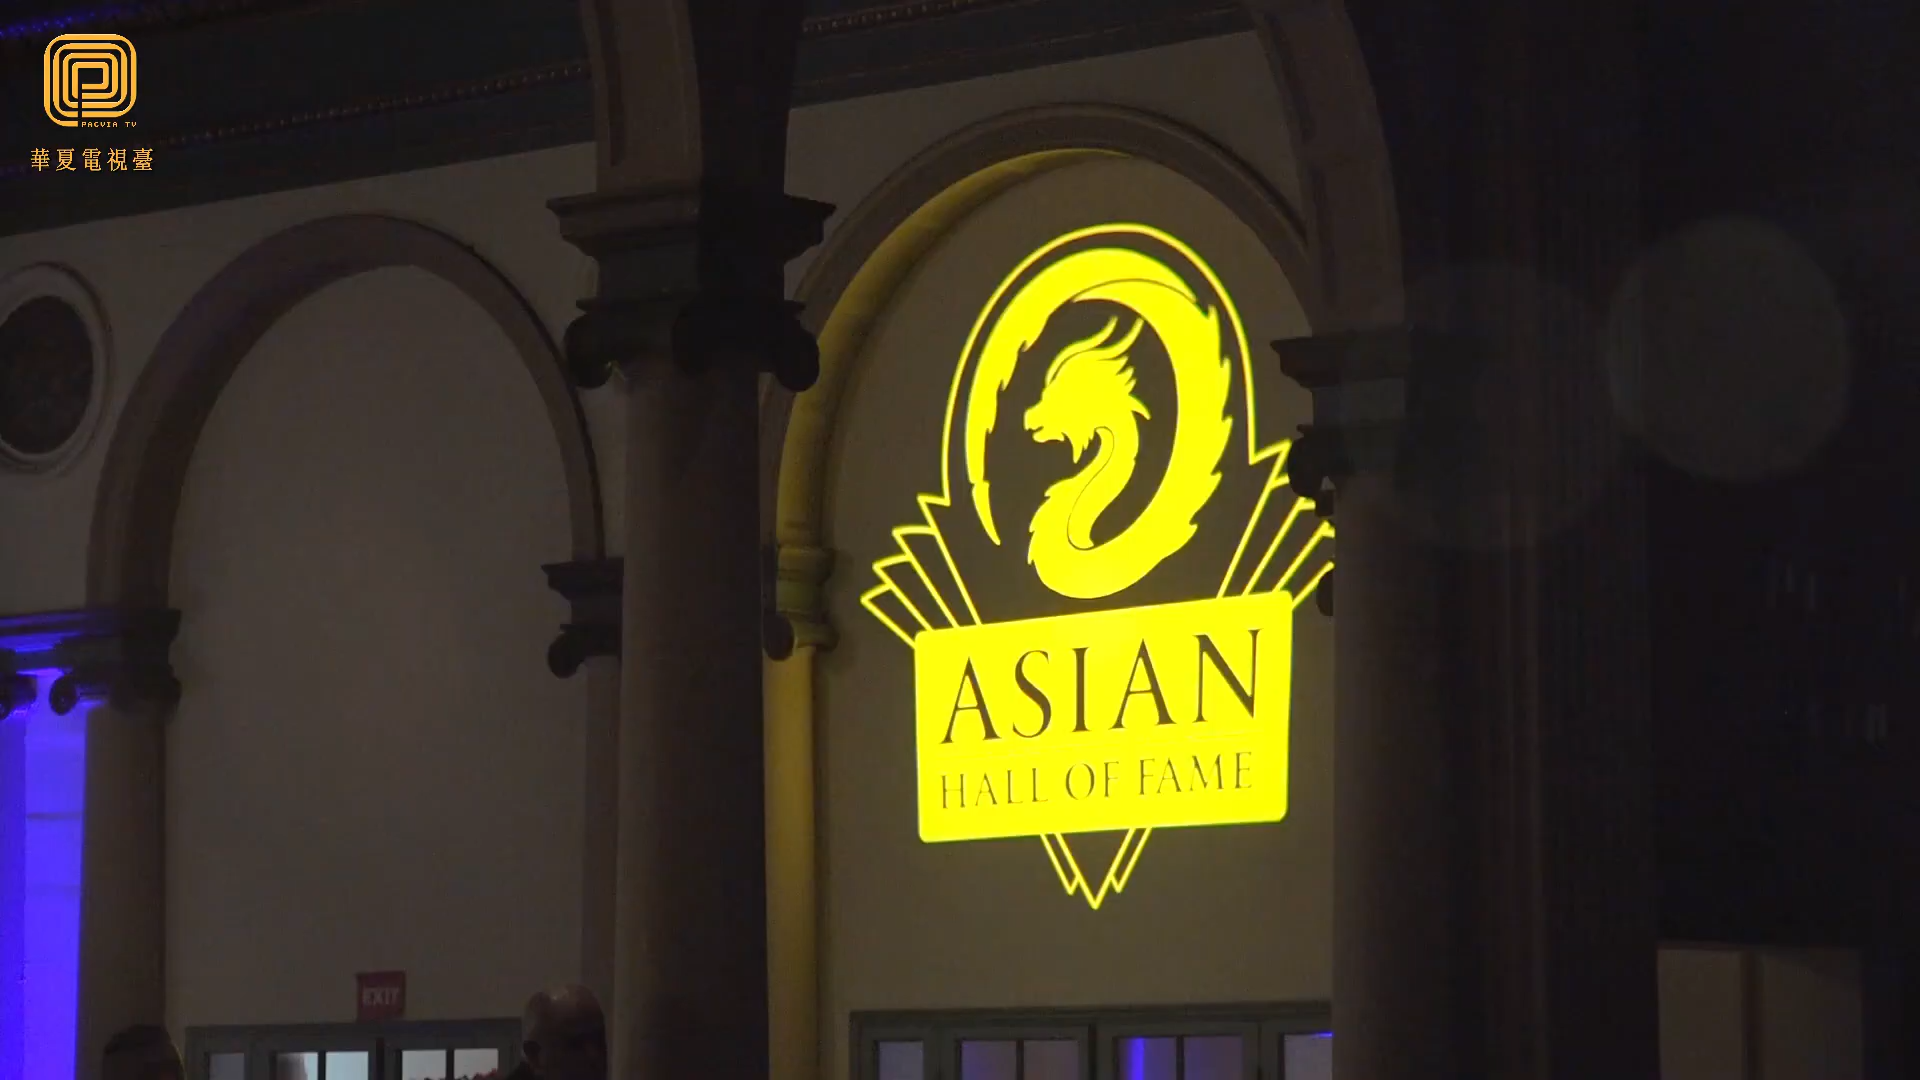 PACVIA TV
華夏電視臺
ASIAN
HALL OF FAME
EXIT